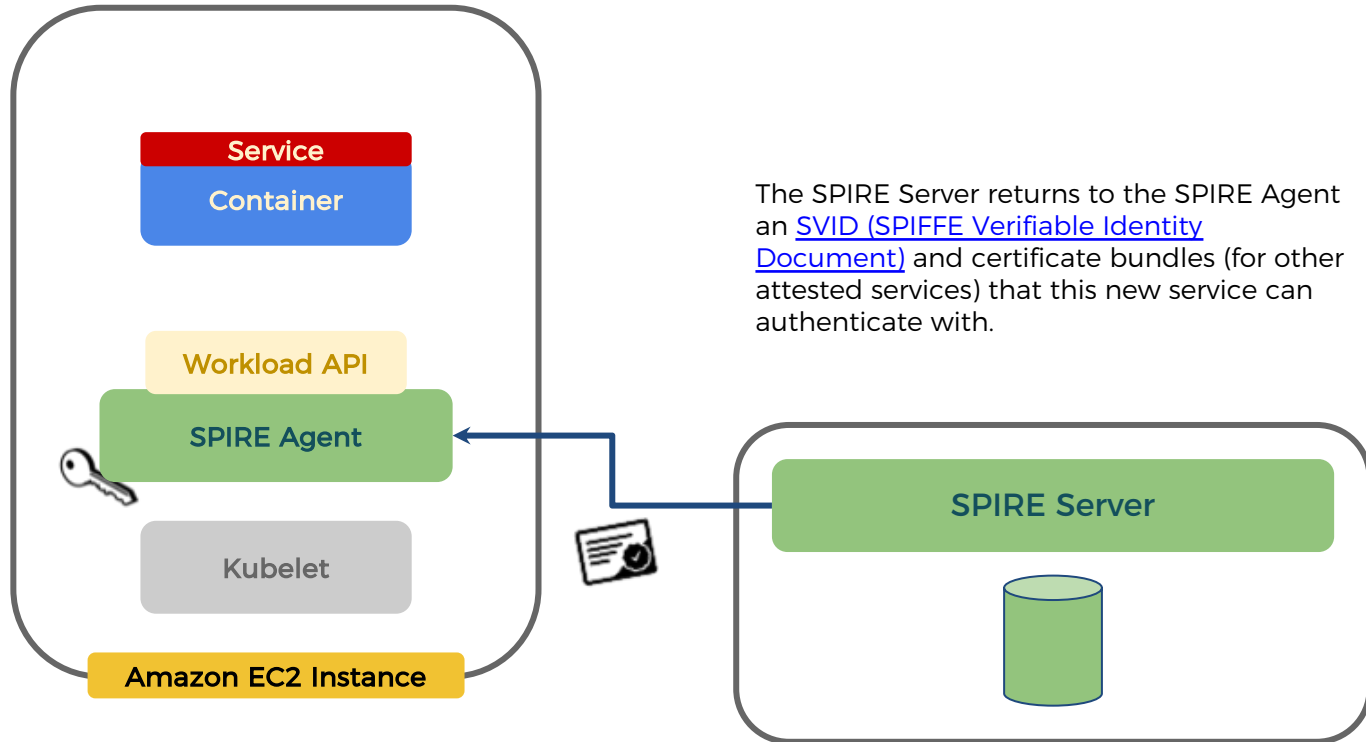 Service
Container
The SPIRE Server returns to the SPIRE Agent
an SVID (SPIFFE Verifiable Identity
Document) and certificate bundles (for other
attested services) that this new service can
authenticate with.
Workload API
SPIRE Agent
SPIRE Server
Kubelet
Amazon EC2 Instance